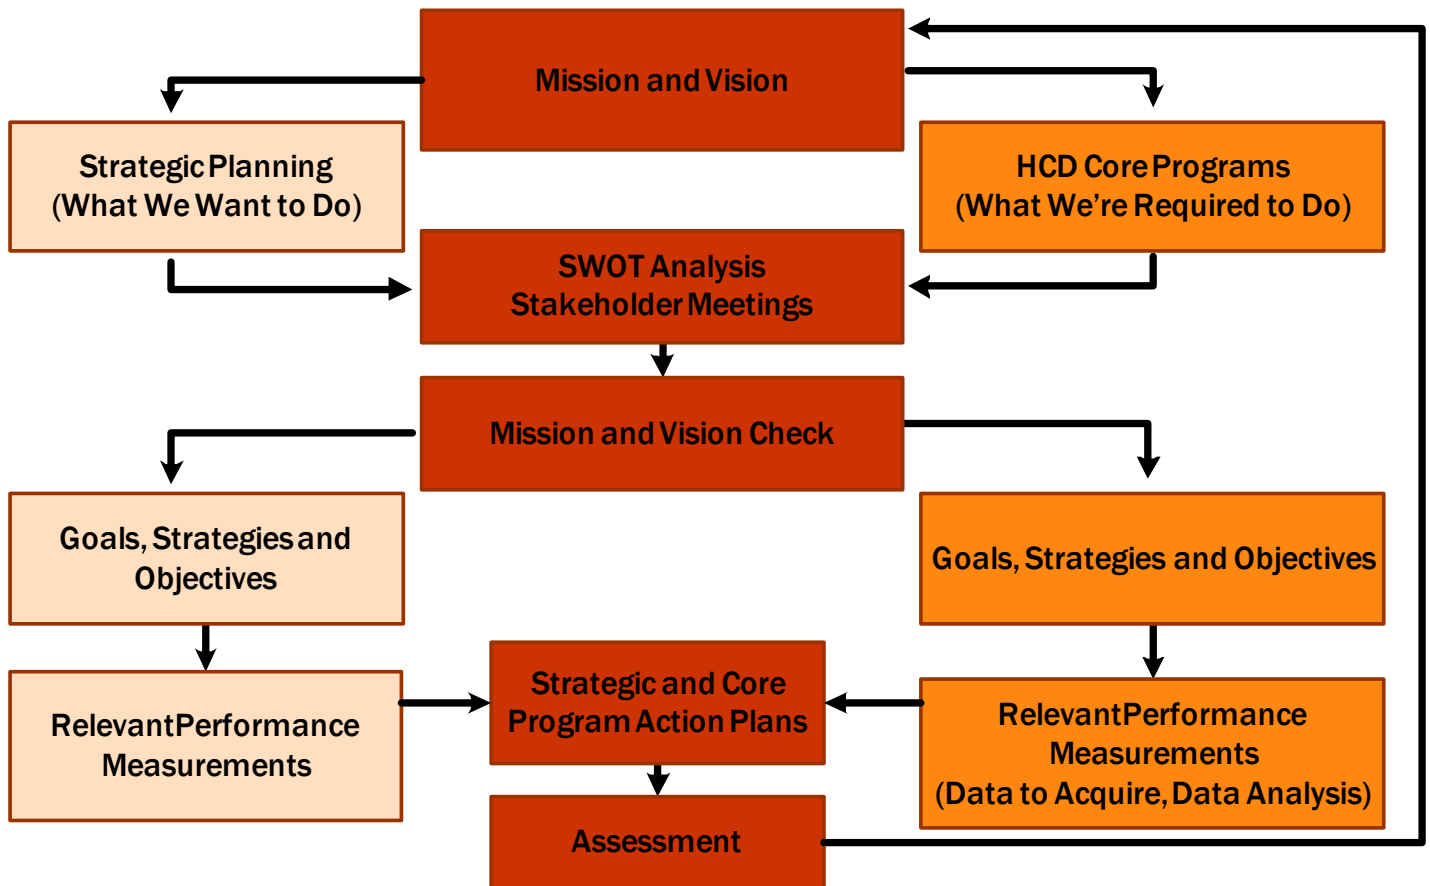 Mission and Vision
Strategic Planning
(What We Want to Do)
HCD Core Programs
(What We're Required to Do)
SWOT Analysis
Stakeholder Meetings
Mission and Vision Check
Goals, Strategies and
Objectives
Goals, Strategies and Objectives
Relevant Performance
Measurements
Strategic and Core
Program Action Plans
Relevant Performance
Measurements
(Data to Acquire, Data Analysis)
Assessment